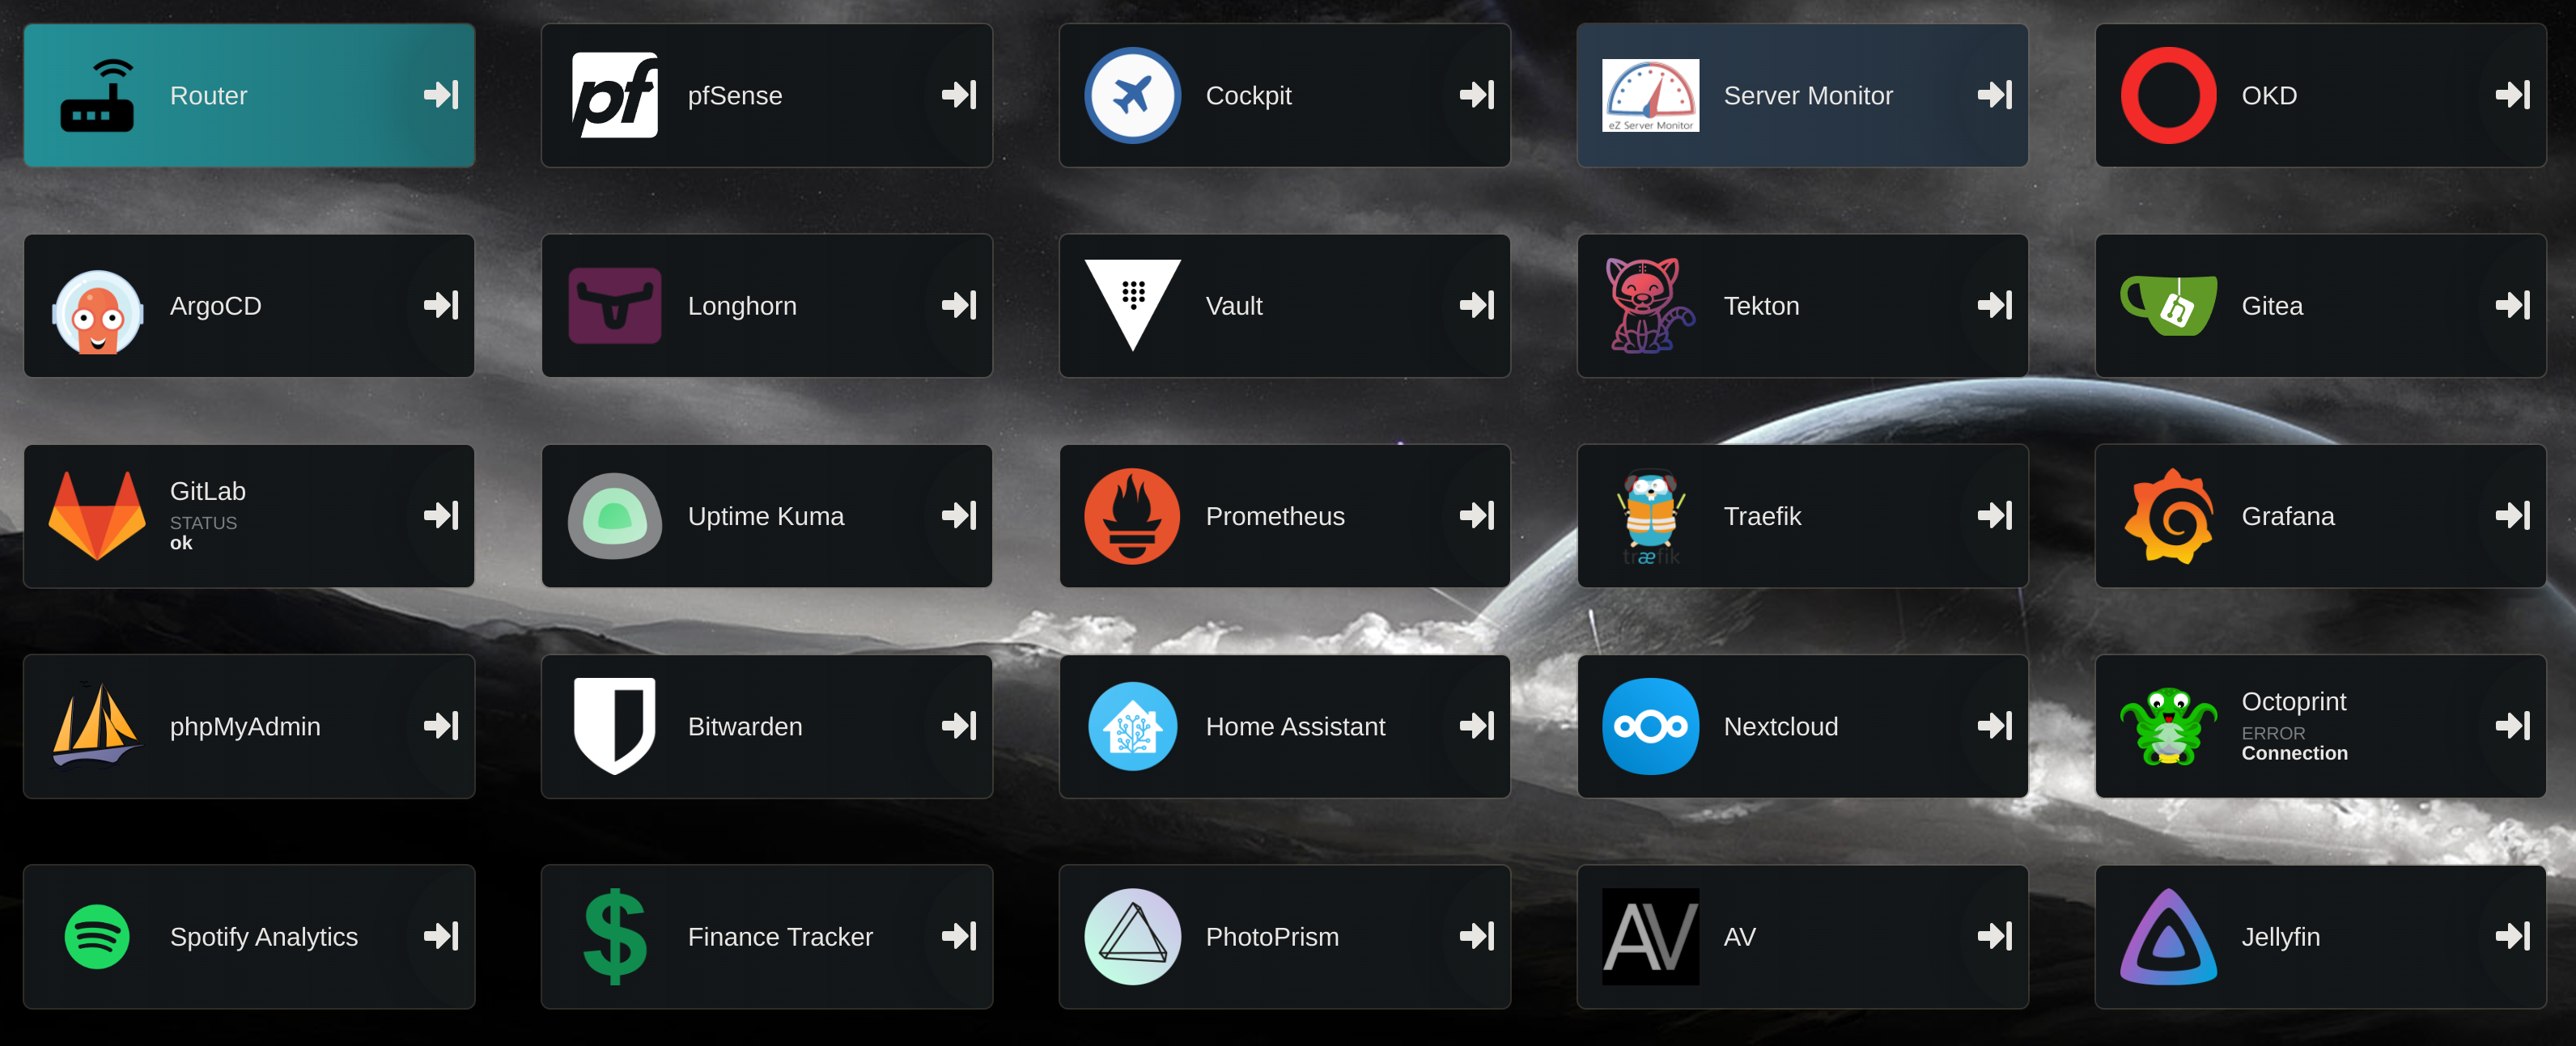 Router
pf
pfSense
Cockpit
eZ Server Monitor
Server Monitor
OKD
ArgoCD
Longhorn
Vault
Tekton
Gitea
GitLab
STATUS
ok
Uptime Kuma
Prometheus
træfik
Traefik
Grafana
phpMyAdmin
Bitwarden
Home Assistant
Nextcloud
Octoprint
ERROR
Connection
Spotify Analytics
$
Finance Tracker
PhotoPrism
AV
AV
Jellyfin